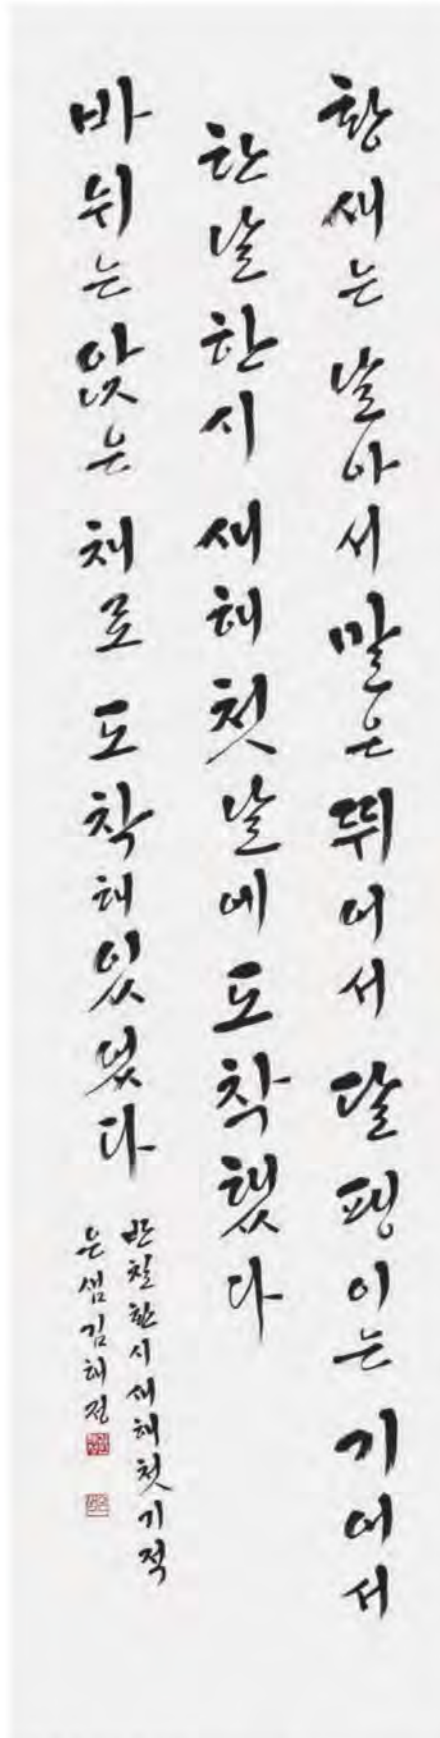 황새는 날아서 말은 뛰어서 달팽이는 기어서
한날한시 새해 첫날에 도착했다
바위는 앉은 채로 도착해 있었다
반칠환 시 새해 첫 기적
은샘 김해정